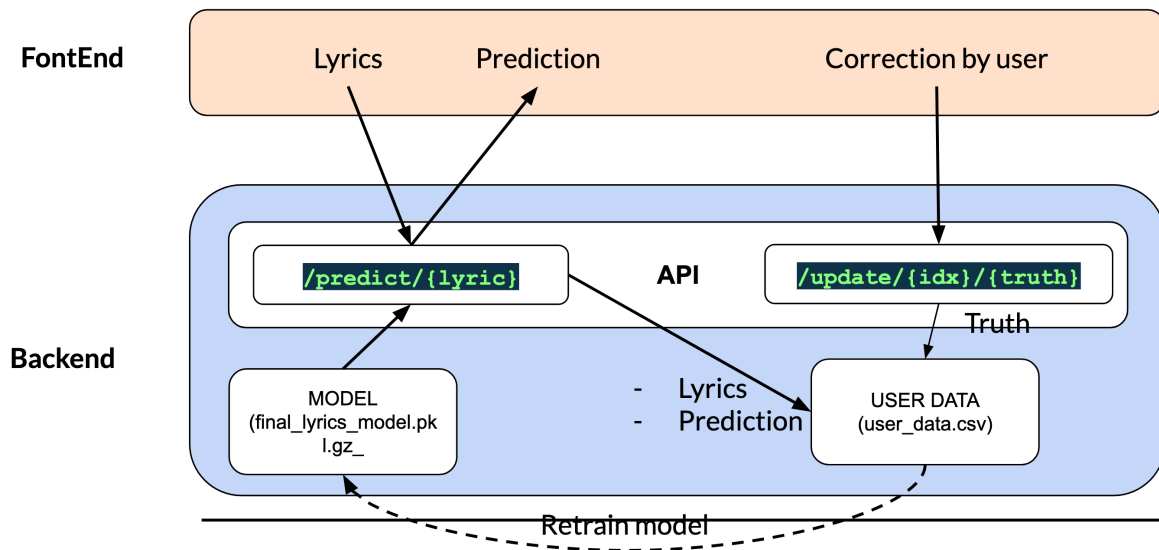 FontEnd
Lyrics
Prediction
Correction by user
/predict/{lyric}
API
/update/{idx}/{truth}
Truth
Backend
MODEL
(final_lyrics_model.pk
l.gz_
- Lyrics
- Prediction
USER DATA
(user_data.csv)
Retrain model